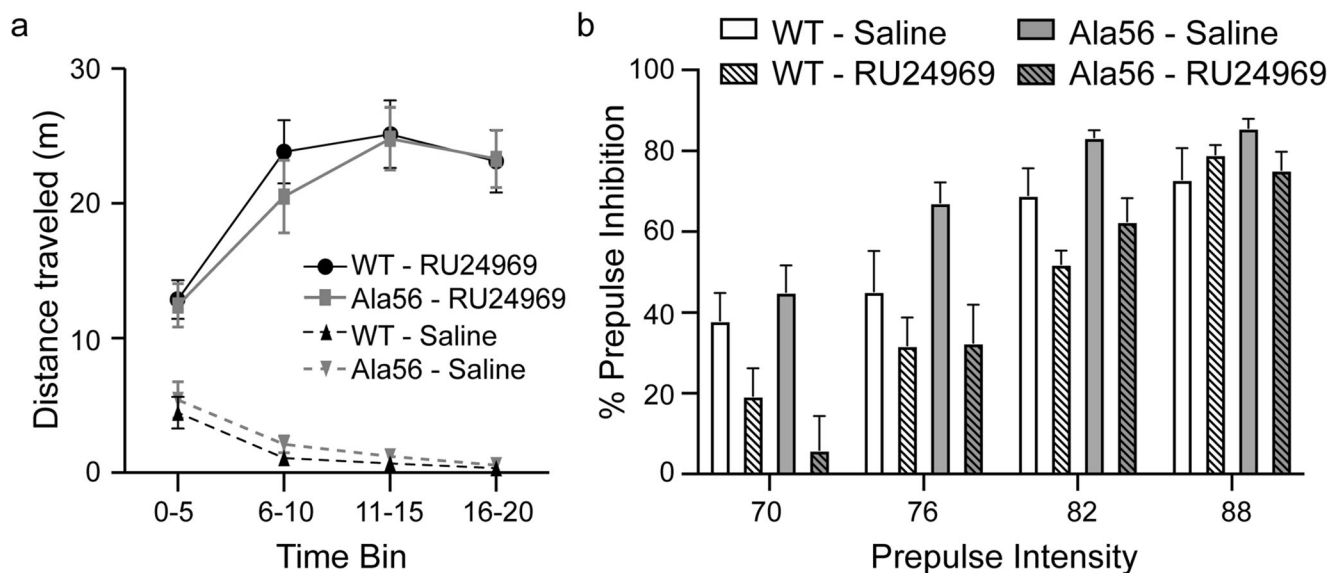 a
Distance traveled (m)
30
20
10
0
WT - RU24969
Ala56 - RU24969
WT - Saline
Ala56 - Saline
0-5 6-10 11-15 16-20
Time Bin
b
WT - Saline Ala56 - Saline
WT - RU24969 Ala56 - RU24969
% Prepulse Inhibition
100
80
60
40
20
0
70 76 82 88
Prepulse Intensity